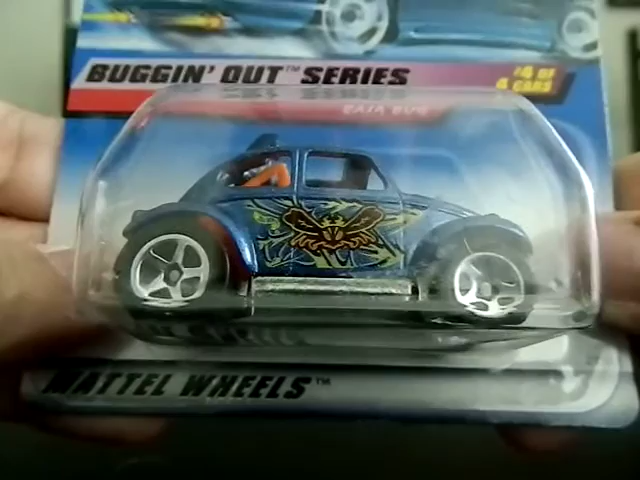 BUGGIN' OUT™ SERIES
#4 OF
4 CARS
BAJA BUG
MATTEL WHEELS™